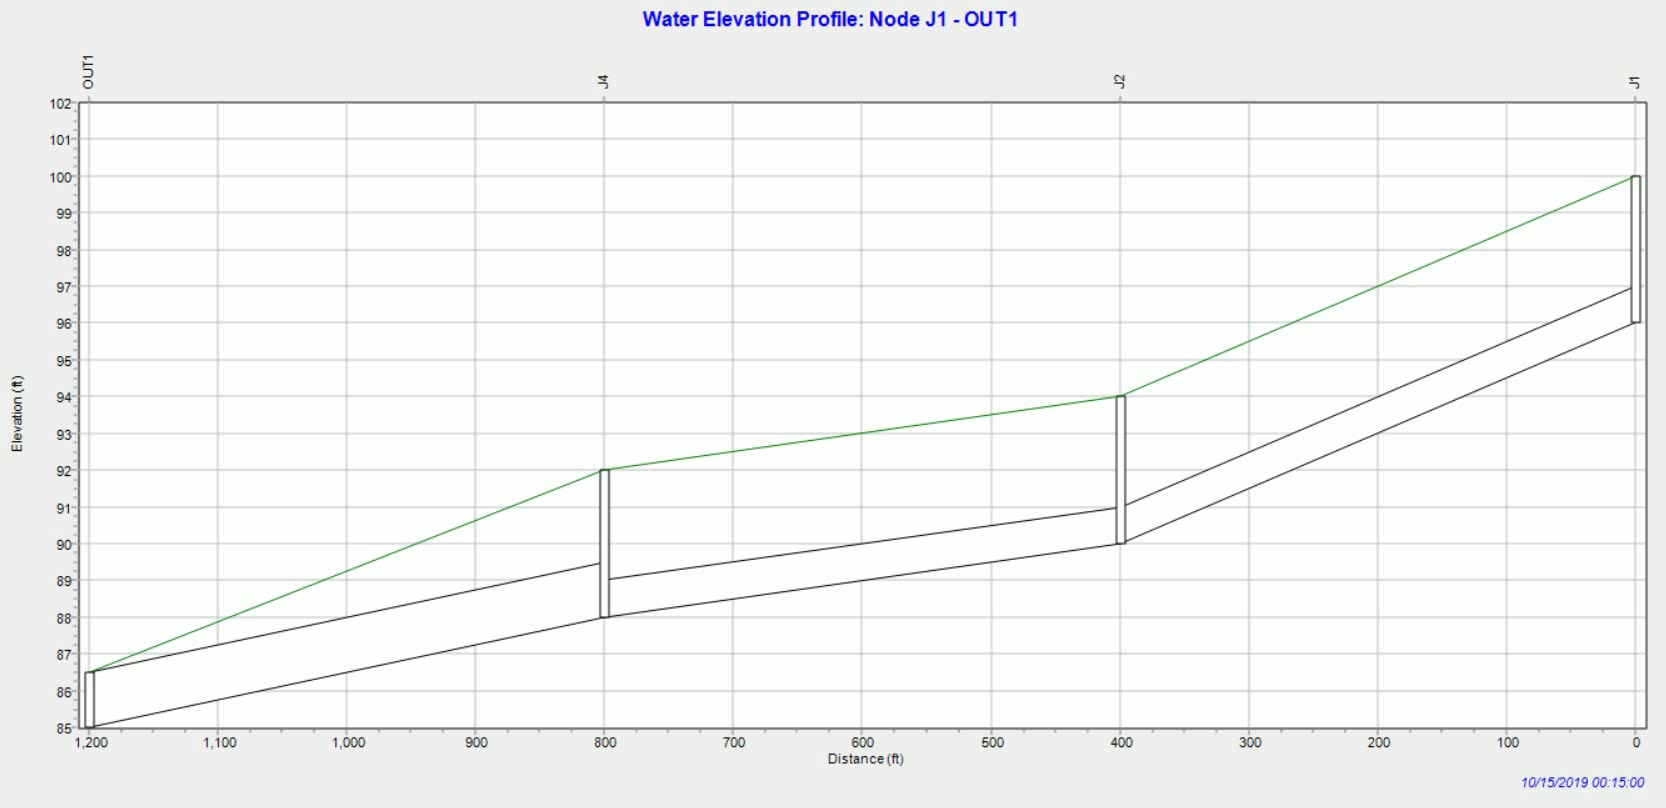 Water Elevation Profile: Node J1 - OUT1
OUT1
J4
J2
J1
102
101
100
99
98
97
96
95
94
93
92
91
90
89
88
87
86
85
Elevation (ft)
1,200 1,100 1,000 900 800 700 600 500 400 300 200 100 0
Distance (ft)
10/15/2019 00:15:00